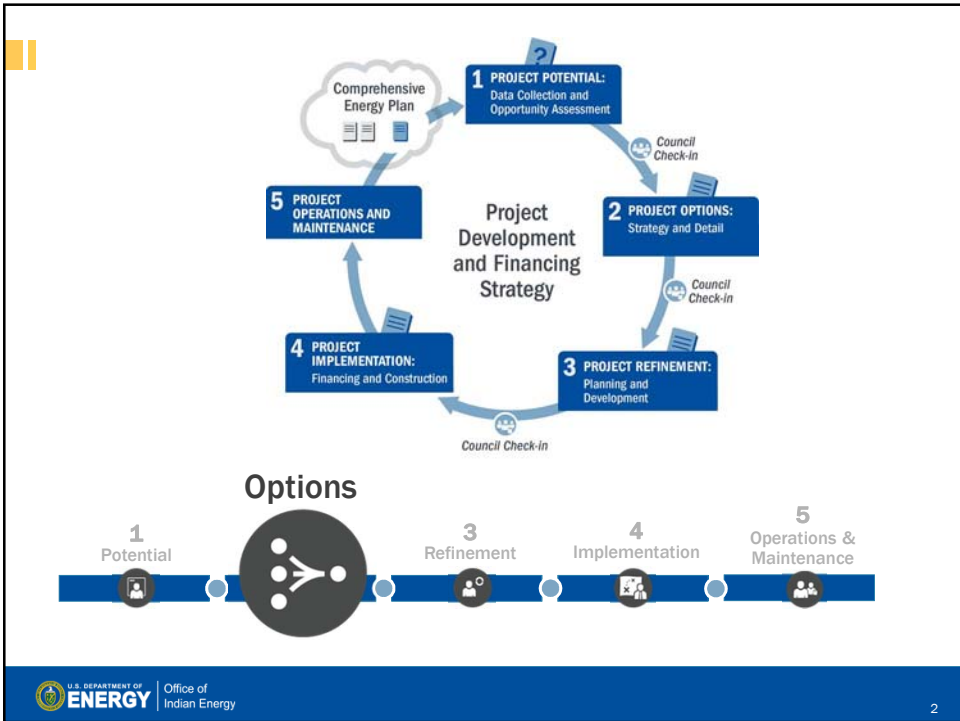 ?
1 PROJECT POTENTIAL:
Data Collection and
Opportunity Assessment
Comprehensive
Energy Plan
Council
Check-in
5 PROJECT
OPERATIONS AND
MAINTENANCE
2 PROJECT OPTIONS:
Strategy and Detail
Project
Development
and Financing
Strategy
Council
Check-in
4 PROJECT
IMPLEMENTATION:
Financing and Construction
3 PROJECT REFINEMENT:
Planning and
Development
Council Check-in
Options
1
Potential
3
Refinement
4
Implementation
5
Operations &
Maintenance
U.S. DEPARTMENT OF
ENERGY
Office of
Indian Energy
2